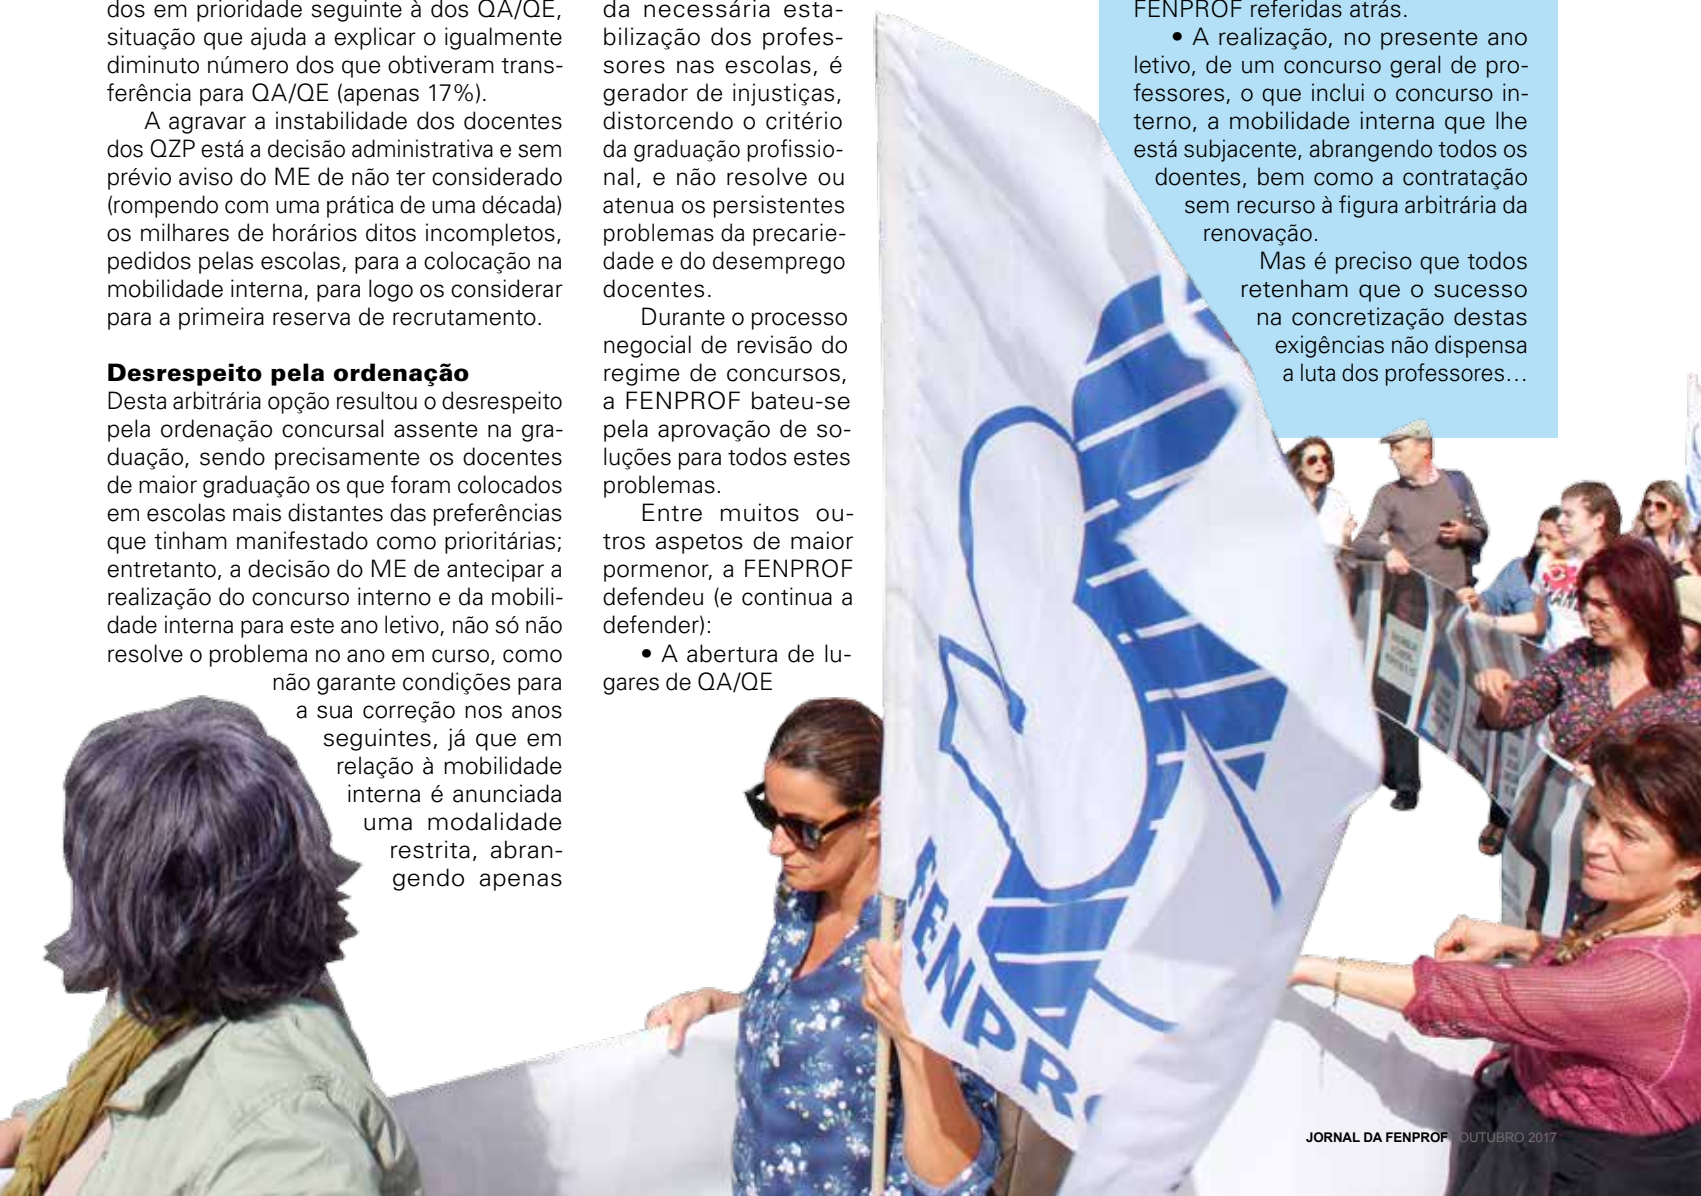 dos em prioridade seguinte à dos QA/QE,
situação que ajuda a explicar o igualmente
diminuto número dos que obtiveram trans-
ferência para QA/QE (apenas 17%).
A agravar a instabilidade dos docentes
dos QZP está a decisão administrativa e sem
prévio aviso do ME de não ter considerado
(rompendo com uma prática de uma década)
os milhares de horários ditos incompletos,
pedidos pelas escolas, para a colocação na
mobilidade interna, para logo os considerar
para a primeira reserva de recrutamento.
Desrespeito pela ordenação
Desta arbitrária opção resultou o desrespeito
pela ordenação concursal assente na gra-
duação, sendo precisamente os docentes
de maior graduação os que foram colocados
em escolas mais distantes das preferências
que tinham manifestado como prioritárias;
entretanto, a decisão do ME de antecipar a
realização do concurso interno e da mobili-
dade interna para este ano letivo, não só não
resolve o problema no ano em curso, como
não garante condições para
a sua correção nos anos
seguintes, já que em
relação à mobilidade
interna é anunciada
uma modalidade
restrita, abran-
gendo apenas
da necessária esta-
bilização dos profes-
sores nas escolas, é
gerador de injustiças,
distorcendo o critério
da graduação profissio-
nal, e não resolve ou
atenua os persistentes
problemas da precarie-
dade e do desemprego
docentes.
Durante o processo
negocial de revisão do
regime de concursos,
a FENPROF bateu-se
pela aprovação de so-
luções para todos estes
problemas.
Entre muitos ou-
tros aspetos de maior
pormenor, a FENPROF
defendeu (e continua a
defender):
• A abertura de lu-
gares de QA/QE
FENPROF referidas atrás.
• A realização, no presente ano
letivo, de um concurso geral de pro-
fessores, o que inclui o concurso in-
terno, a mobilidade interna que lhe
está subjacente, abrangendo todos os
doentes, bem como a contratação
sem recurso à figura arbitrária da
renovação.
Mas é preciso que todos
retenham que o sucesso
na concretização destas
exigências não dispensa
a luta dos professores…
FENPR
JORNAL DA FENPROF OUTUBRO 2017